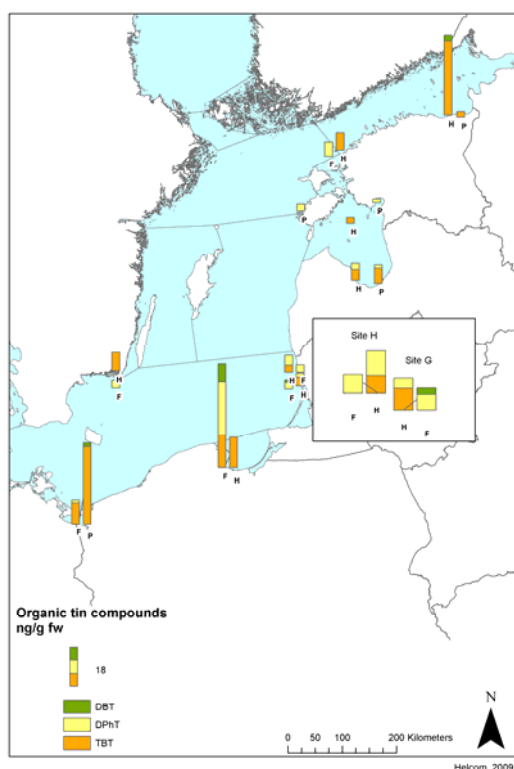 H
P
F
H
P
P
H
H
P
Site H
Site G
F
H
H
F
H
F
H
F
F
H
F
H
F
P
Organic tin compounds
ng/g fw
18
DBT
DPhT
TBT
N
0 50 100 200 Kilometers
Helcom, 2009